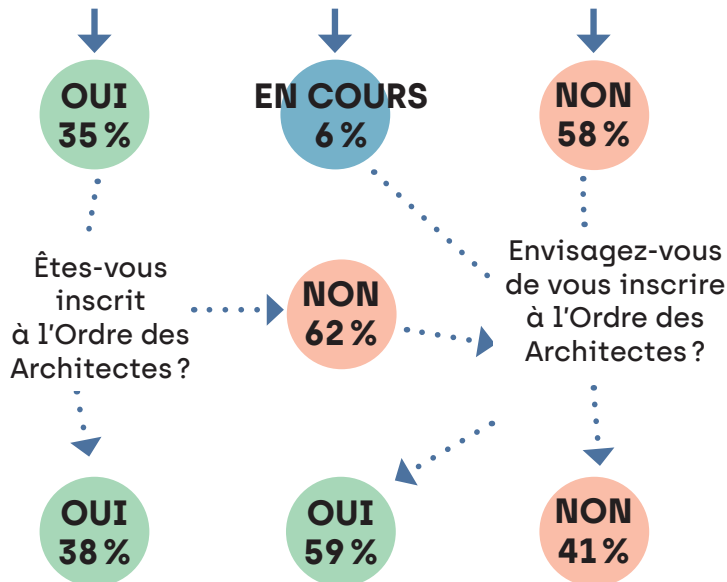 OUI
35 %
EN COURS
6 %
NON
58 %
Êtes-vous
inscrit
à l'Ordre des
Architectes ?
NON
62 %
Envisagez-vous
de vous inscrire
à l'Ordre des
Architectes ?
OUI
38 %
OUI
59 %
NON
41 %